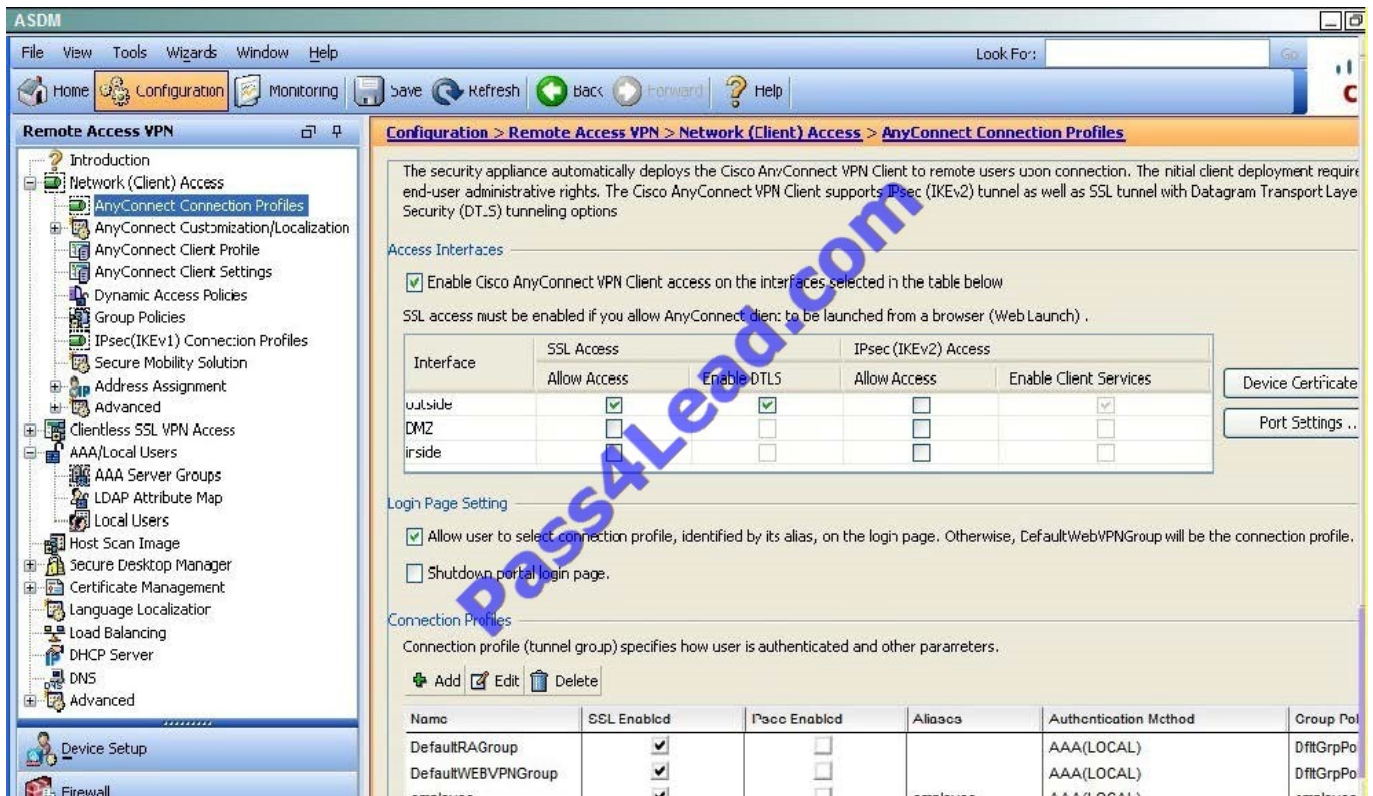 ASDM
File View Tools Wizards Window Help
Look For:
Go
Home Configuration Monitoring Save Refresh Back Forward Help
Remote Access VPN
Introduction
Network (Client) Access
AnyConnect Connection Profiles
AnyConnect Customization/Localization
AnyConnect Client Profile
AnyConnect Client Settings
Dynamic Access Policies
Group Policies
IPsec(IKEv1) Connection Profiles
Secure Mobility Solution
Address Assignment
Advanced
Clientless SSL VPN Access
AAA/Local Users
AAA Server Groups
LDAP Attribute Map
Local Users
Host Scan Image
Secure Desktop Manager
Certificate Management
Language Localization
Load Balancing
DHCP Server
DNS
Advanced
Device Setup
Firewall
Configuration > Remote Access VPN > Network (Client) Access > AnyConnect Connection Profiles
The security appliance automatically deploys the Cisco AnyConnect VPN Client to remote users upon connection. The initial client deployment require
end-user administrative rights. The Cisco AnyConnect VPN Client supports IPsec (IKEv2) tunnel as well as SSL tunnel with Datagram Transport Laye
Security (DTLS) tunneling options
Access Interfaces
Enable Cisco AnyConnect VPN Client access on the interfaces selected in the table below
SSL access must be enabled if you allow AnyConnect client to be launched from a browser (Web Launch) .
Interface SSL Access IPsec (IKEv2) Access
Allow Access Enable DTLS Allow Access Enable Client Services
outside
DMZ
inside
Device Certificate
Port Settings ..
Login Page Setting
Allow user to select connection profile, identified by its alias, on the login page. Otherwise, DefaultWebVPNGroup will be the connection profile.
Shutdown portal login page.
Connection Profiles
Connection profile (tunnel group) specifies how user is authenticated and other parameters.
Add Edit Delete
Name SSL Enabled IPsec Enabled Aliases Authentication Method Group Pol
DefaultRAGroup AAA(LOCAL) DfltGrpPo
DefaultWEBVPNGroup AAA(LOCAL) DfltGrpPo
Pass4Lead.com